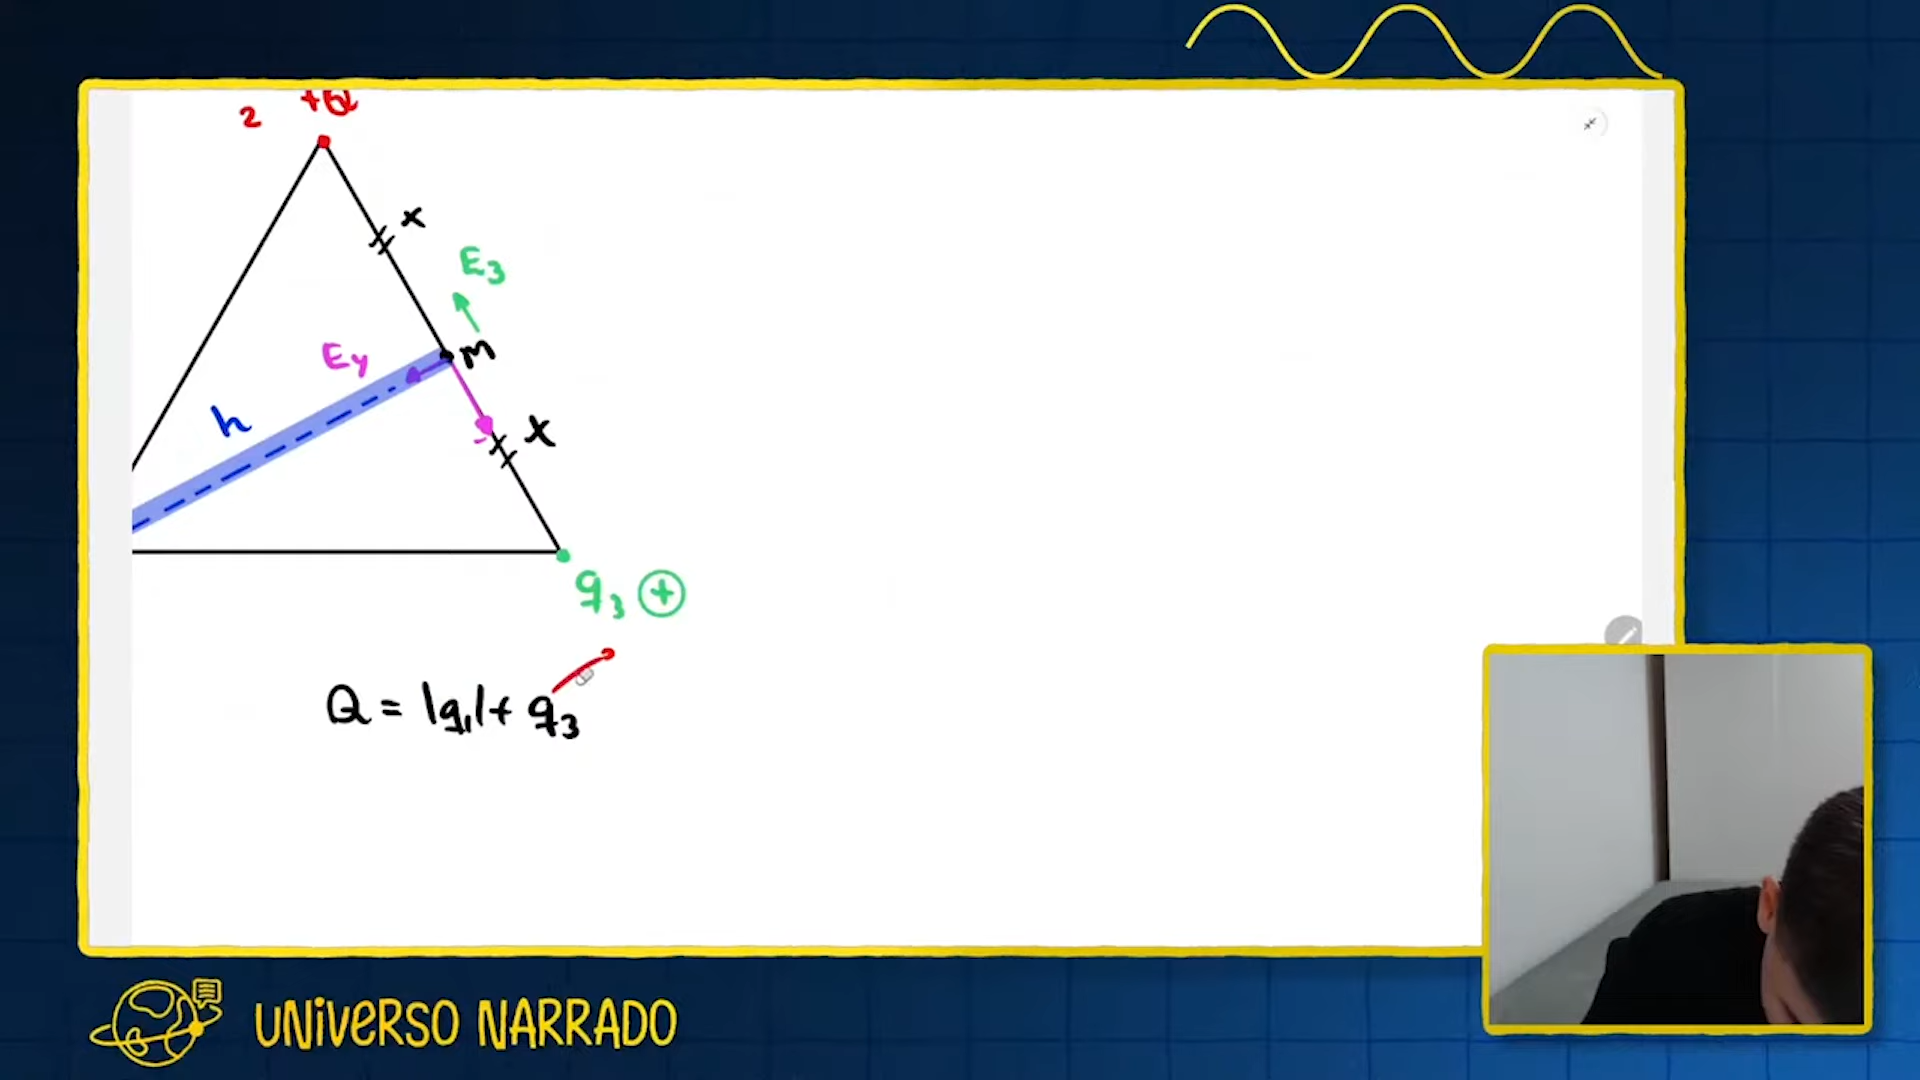 2 +Q
x
E3
M
Ey
h
x
q3 +
Q = |q1| + q3
UNIVERSO NARRADO